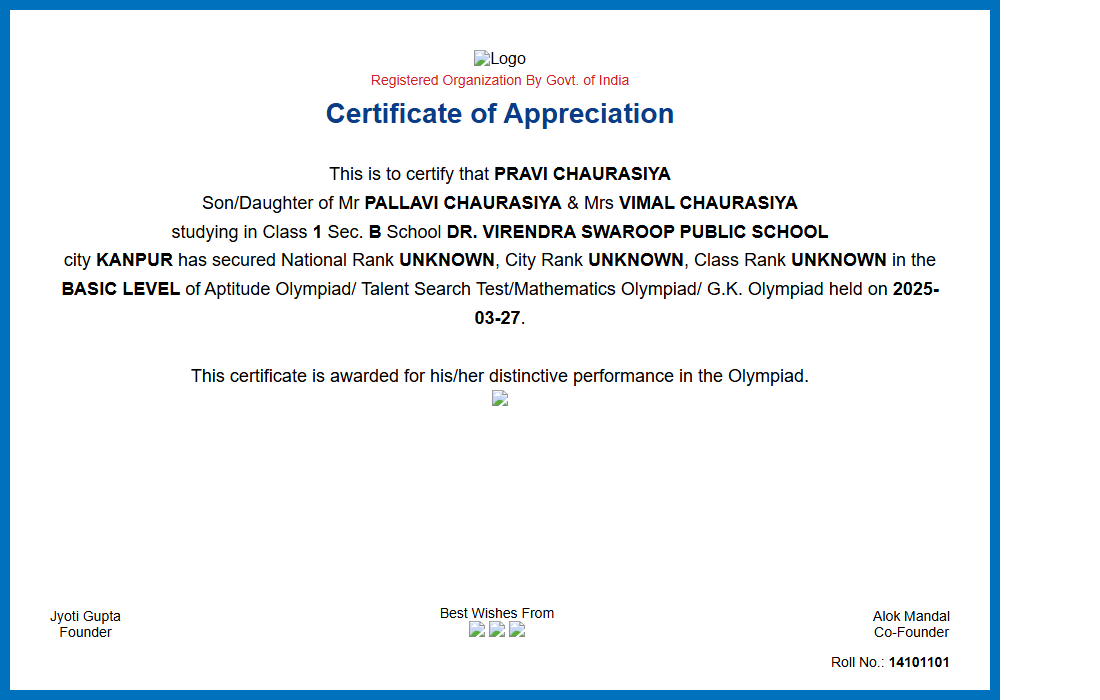 Logo
Registered Organization By Govt. of India
Certificate of Appreciation
This is to certify that PRAVI CHAURASIYA
Son/Daughter of Mr PALLAVI CHAURASIYA & Mrs VIMAL CHAURASIYA
studying in Class 1 Sec. B School DR. VIRENDRA SWAROOP PUBLIC SCHOOL
city KANPUR has secured National Rank UNKNOWN, City Rank UNKNOWN, Class Rank UNKNOWN in the
BASIC LEVEL of Aptitude Olympiad/ Talent Search Test/Mathematics Olympiad/ G.K. Olympiad held on 2025-
03-27.
This certificate is awarded for his/her distinctive performance in the Olympiad.
Jyoti Gupta
Founder
Best Wishes From
Alok Mandal
Co-Founder
Roll No.: 14101101